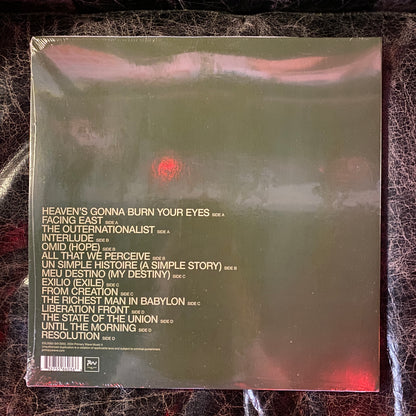 HEAVEN'S GONNA BURN YOUR EYES SIDE A
FACING EAST SIDE A
THE OUTERNATIONALIST SIDE A
INTERLUDE SIDE B
OMID (HOPE) SIDE B
ALL THAT WE PERCEIVE SIDE B
UN SIMPLE HISTOIRE (A SIMPLE STORY) SIDE B
MEU DESTINO (MY DESTINY) SIDE C
EXILIO (EXILE) SIDE C
FROM CREATION SIDE C
THE RICHEST MAN IN BABYLON SIDE C
LIBERATION FRONT SIDE D
THE STATE OF THE UNION SIDE D
UNTIL THE MORNING SIDE D
RESOLUTION SIDE D